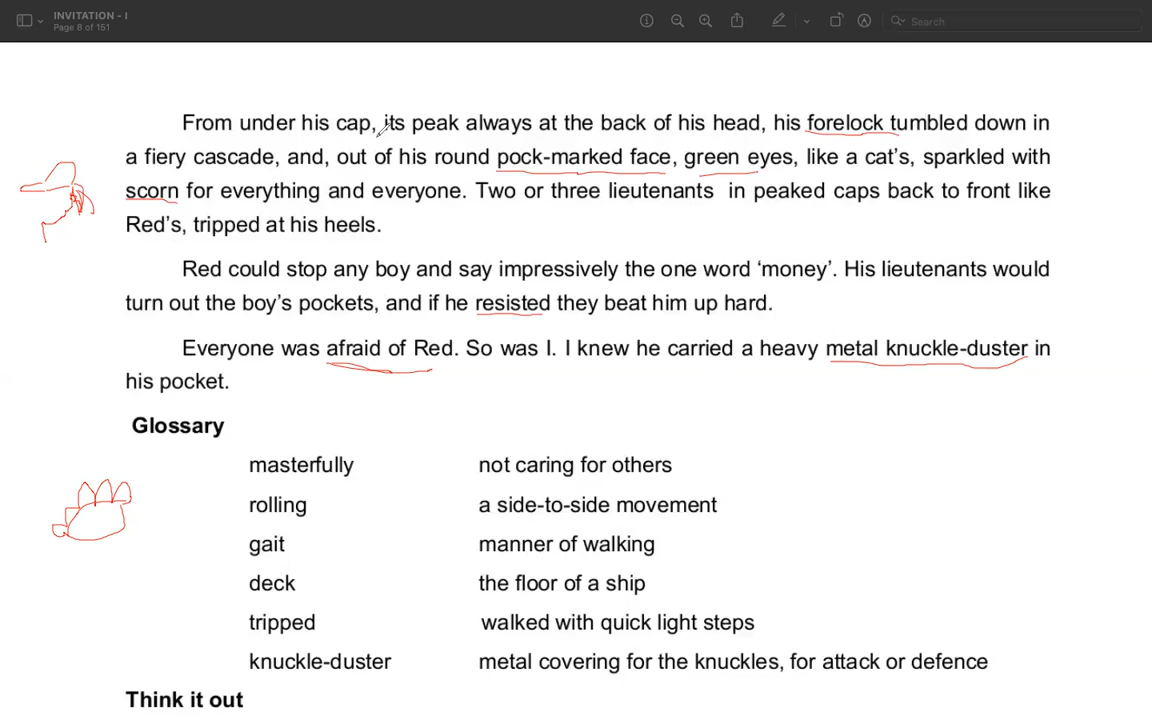 INVITATION - I
Page 8 of 151
Search
From under his cap, its peak always at the back of his head, his forelock tumbled down in
a fiery cascade, and, out of his round pock-marked face, green eyes, like a cat's, sparkled with
scorn for everything and everyone. Two or three lieutenants in peaked caps back to front like
Red's, tripped at his heels.
Red could stop any boy and say impressively the one word ‘money’. His lieutenants would
turn out the boy's pockets, and if he resisted they beat him up hard.
Everyone was afraid of Red. So was I. I knew he carried a heavy metal knuckle-duster in
his pocket.
Glossary
masterfully not caring for others
rolling a side-to-side movement
gait manner of walking
deck the floor of a ship
tripped walked with quick light steps
knuckle-duster metal covering for the knuckles, for attack or defence
Think it out